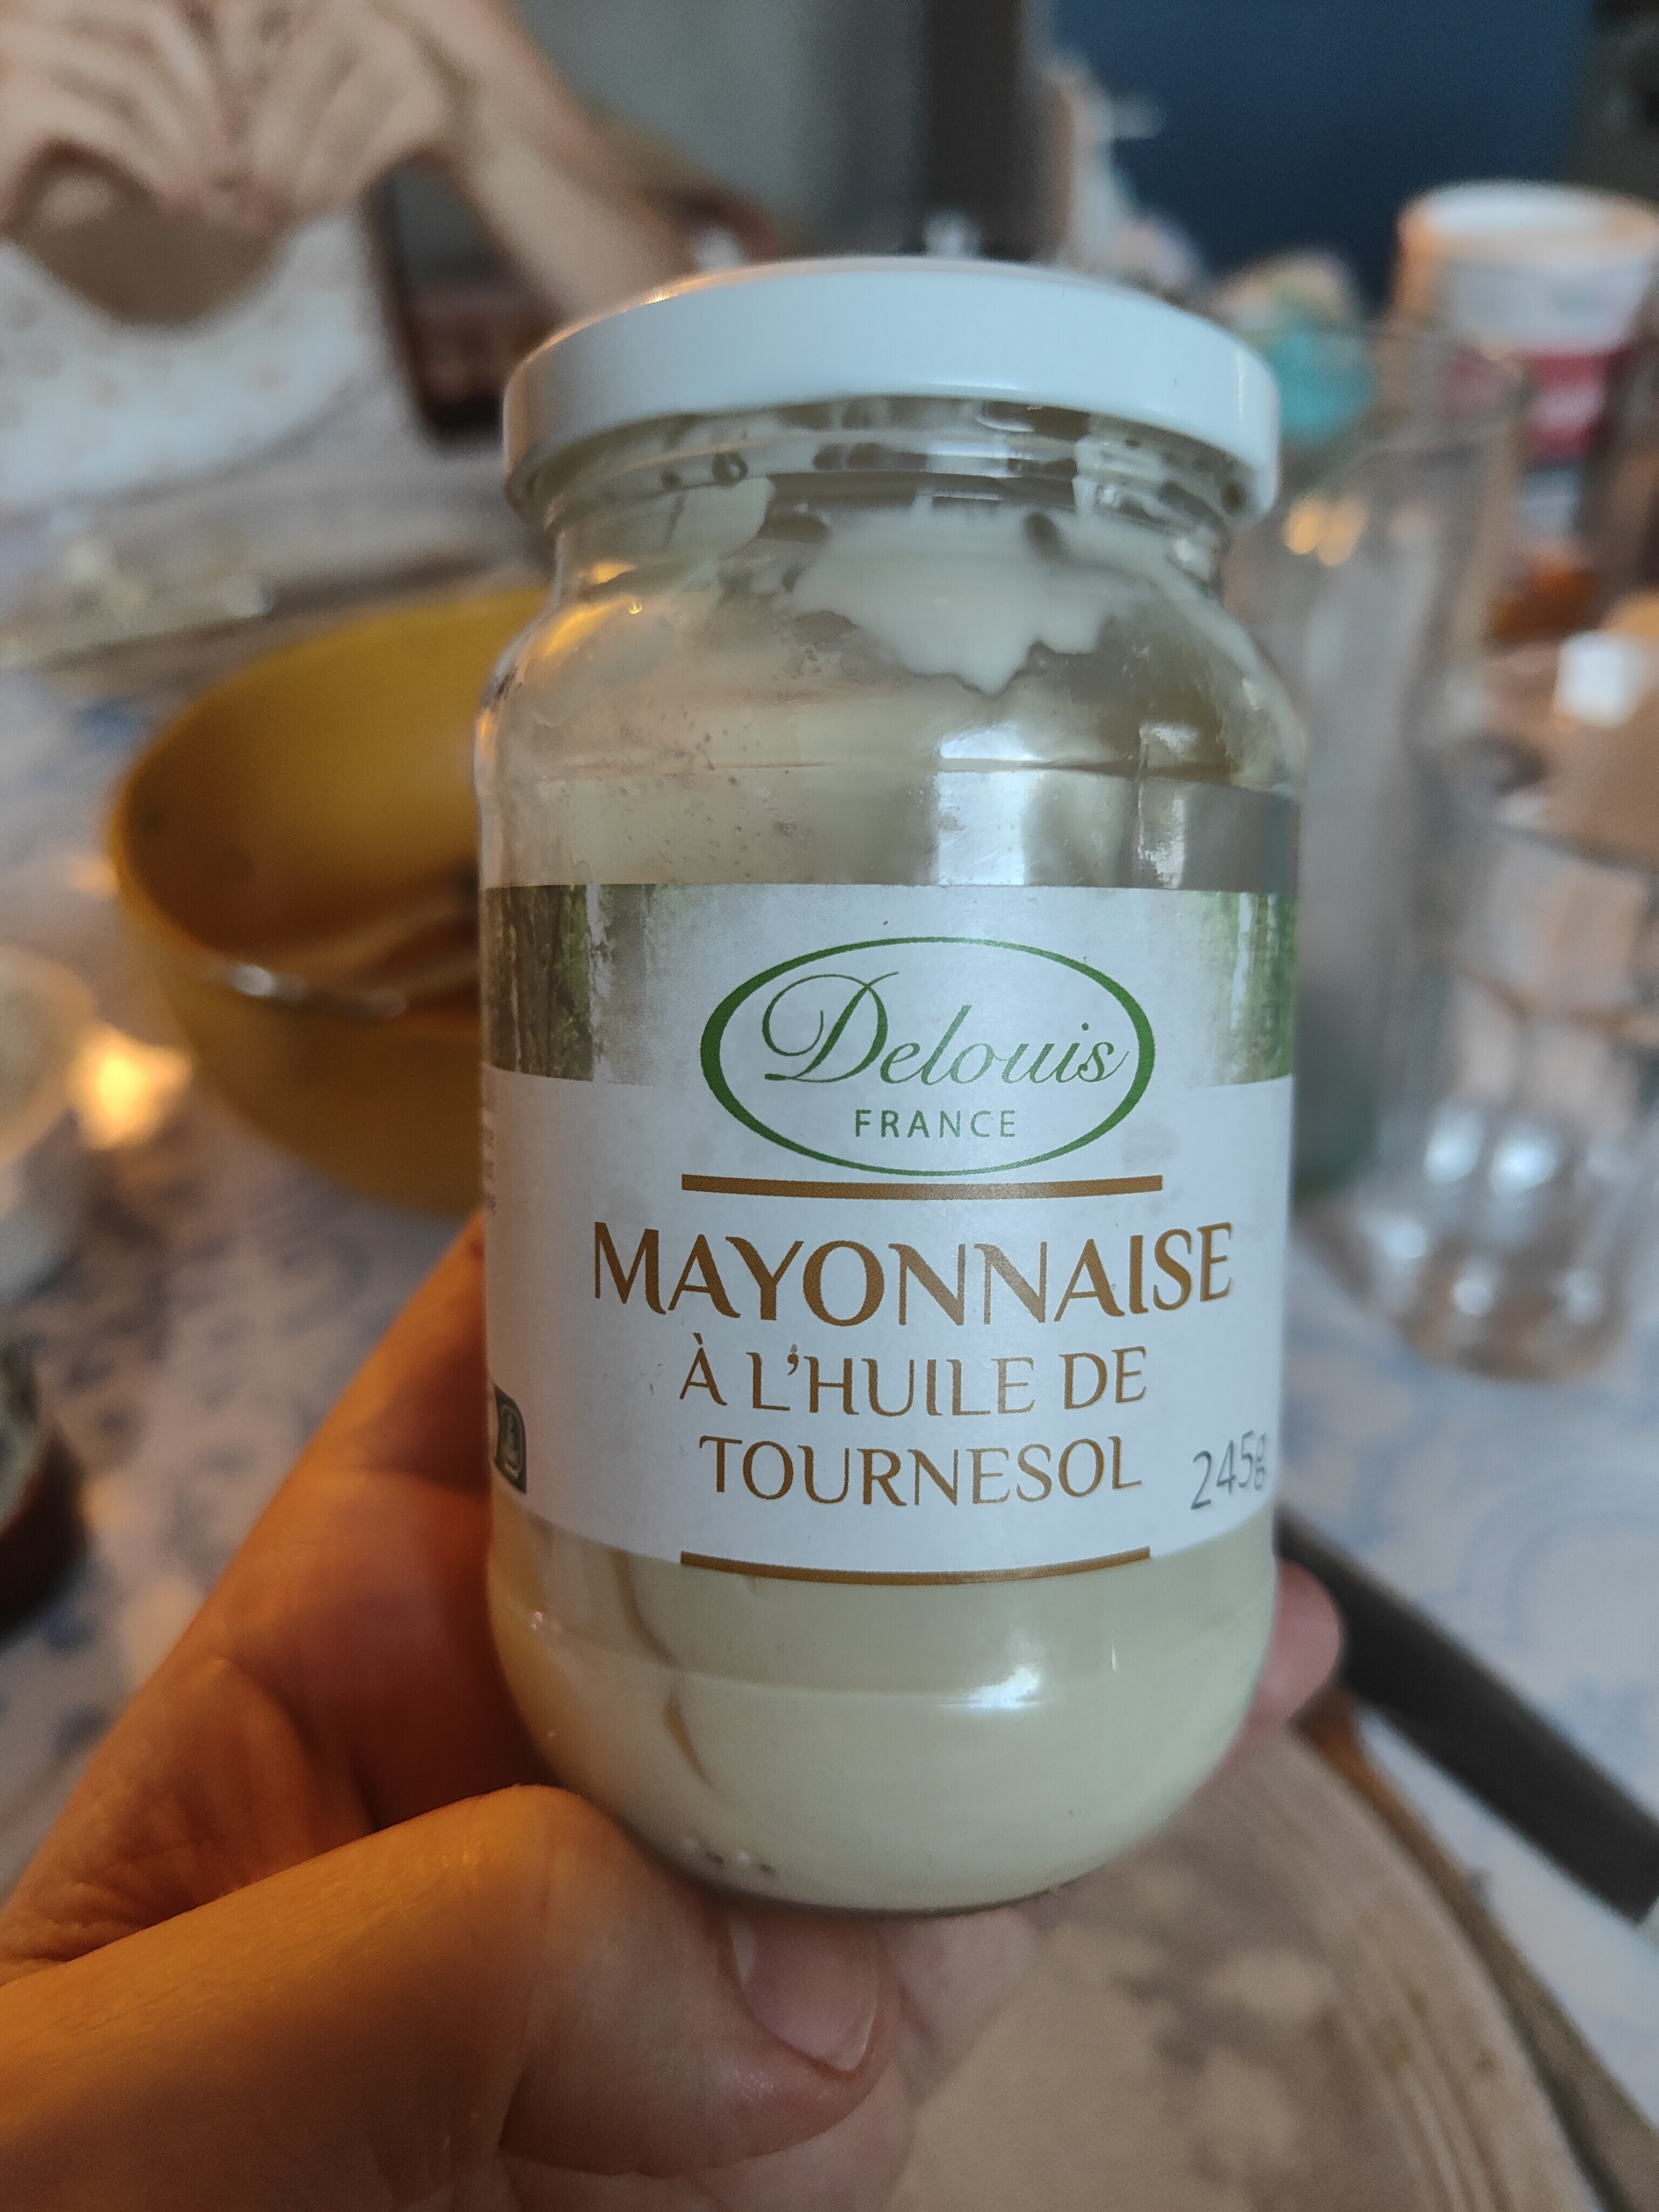 Delouis
FRANCE
MAYONNAISE
À L'HUILE DE
TOURNESOL
245g